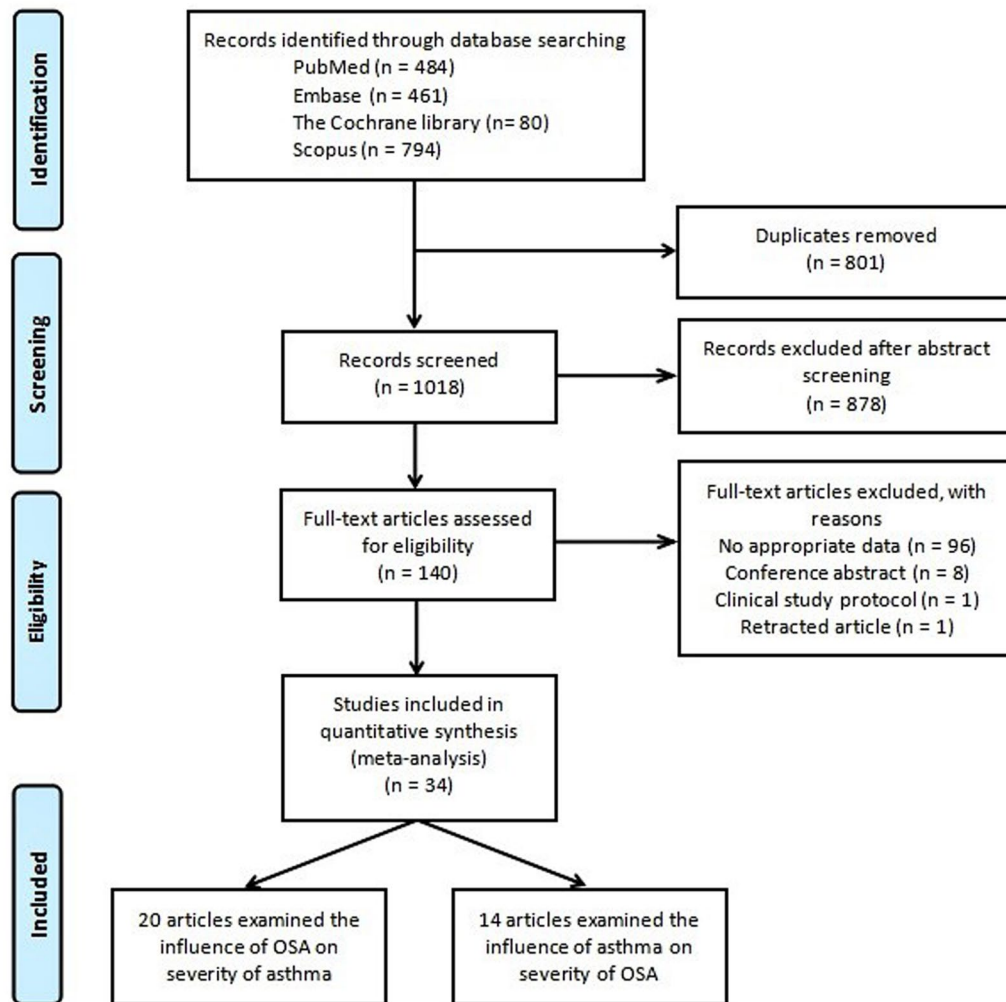 Identification
Records identified through database searching
PubMed (n = 484)
Embase (n = 461)
The Cochrane library (n= 80)
Scopus (n = 794)
Duplicates removed
(n = 801)
Screening
Records screened
(n = 1018)
Records excluded after abstract
screening
(n = 878)
Eligibility
Full-text articles assessed
for eligibility
(n = 140)
Full-text articles excluded, with
reasons
No appropriate data (n = 96)
Conference abstract (n = 8)
Clinical study protocol (n = 1)
Retracted article (n = 1)
Studies included in
quantitative synthesis
(meta-analysis)
(n = 34)
Included
20 articles examined the
influence of OSA on
severity of asthma
14 articles examined the
influence of asthma on
severity of OSA